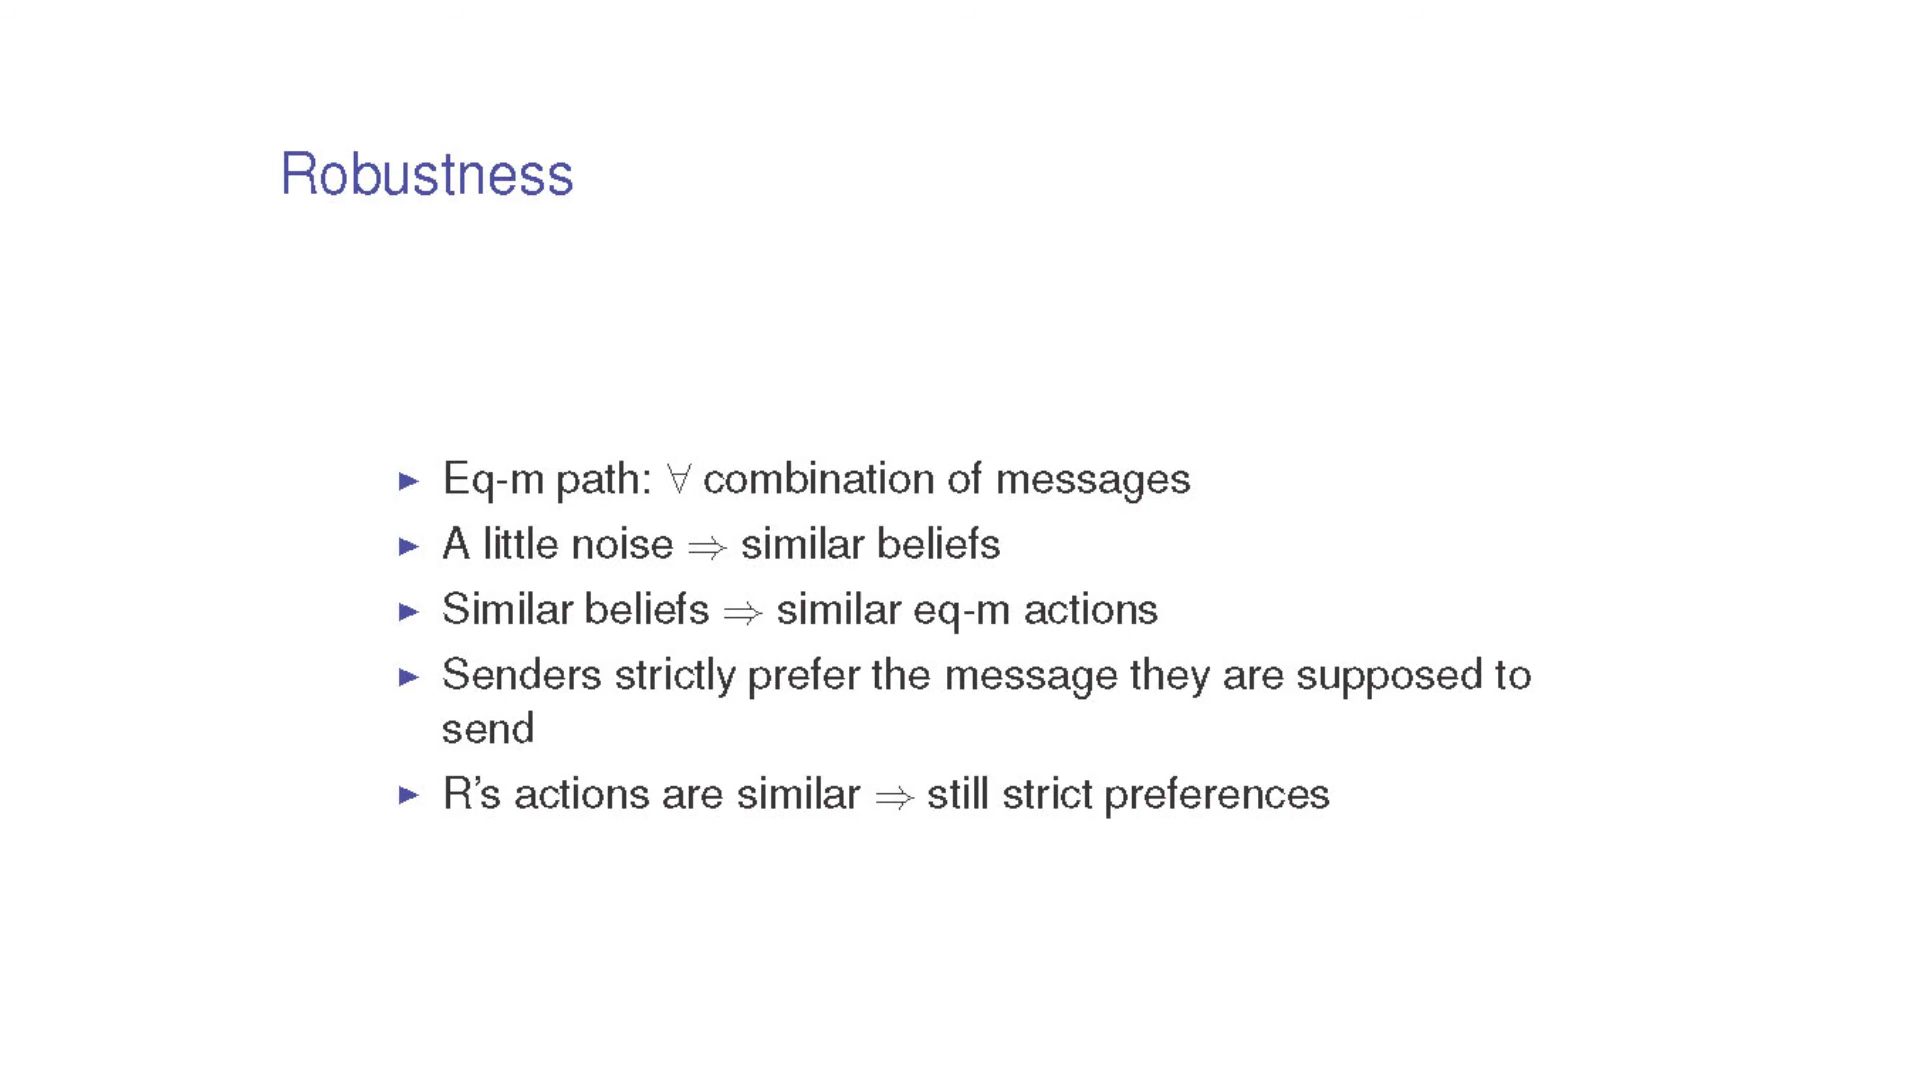 Robustness
▶ Eq-m path: ∀ combination of messages
▶ A little noise ⇒ similar beliefs
▶ Similar beliefs ⇒ similar eq-m actions
▶ Senders strictly prefer the message they are supposed to
send
▶ R's actions are similar ⇒ still strict preferences